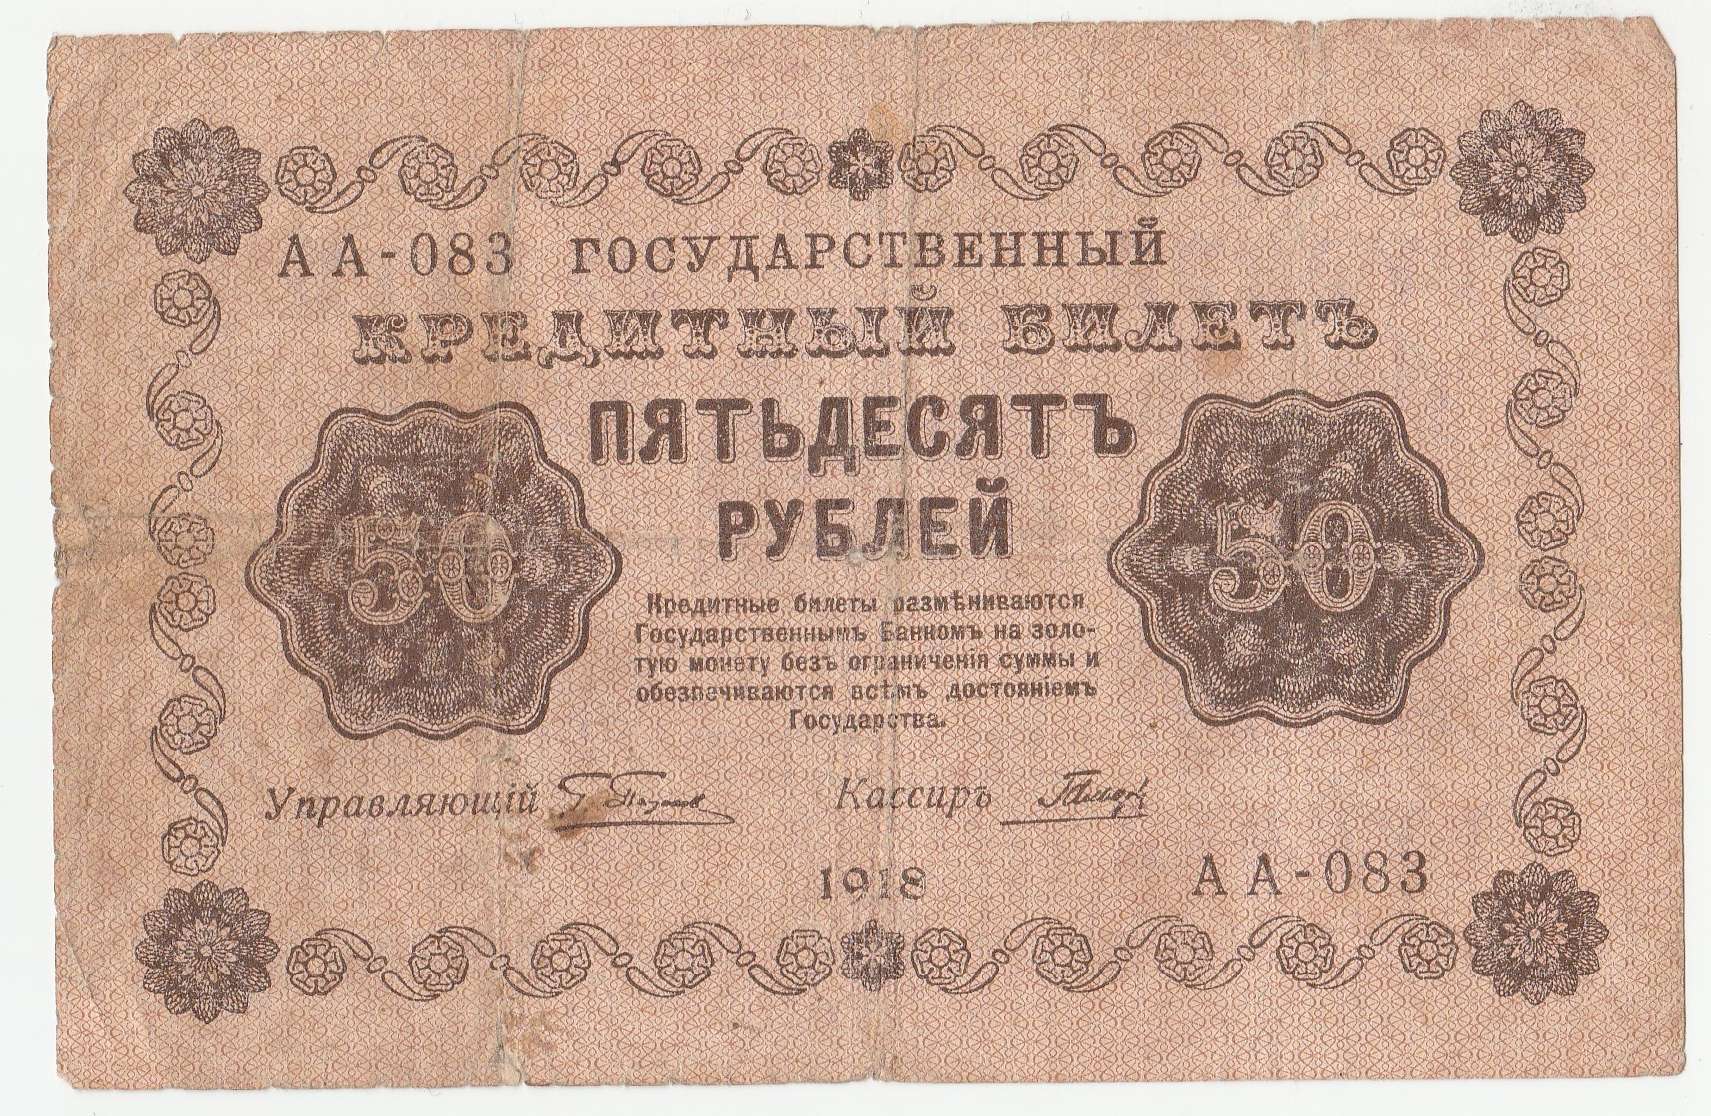 АА-083 ГОСУДАРСТВЕННЫЙ
КРЕДИТНЫЙ БИЛЕТЪ
ПЯТЬДЕСЯТЪ
РУБЛЕЙ
50
50
Кредитные билеты размѣниваются
Государственнымъ Банкомъ на золо-
тую монету безъ ограниченія суммы и
обезпечиваются всѣмъ достояніемъ
Государства.
Управляющій
Кассиръ
1918
АА-083